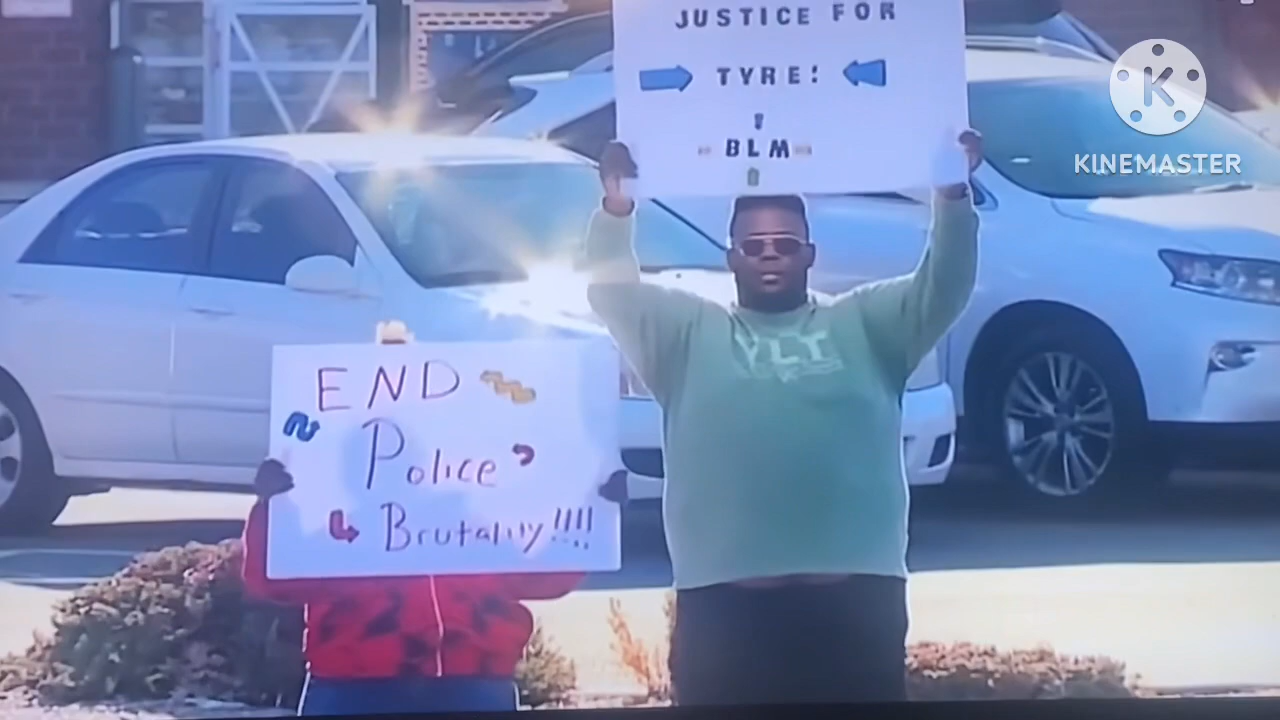 JUSTICE FOR
TYRE!
BLM
KINEMASTER
END
Police
Brutality!!!!